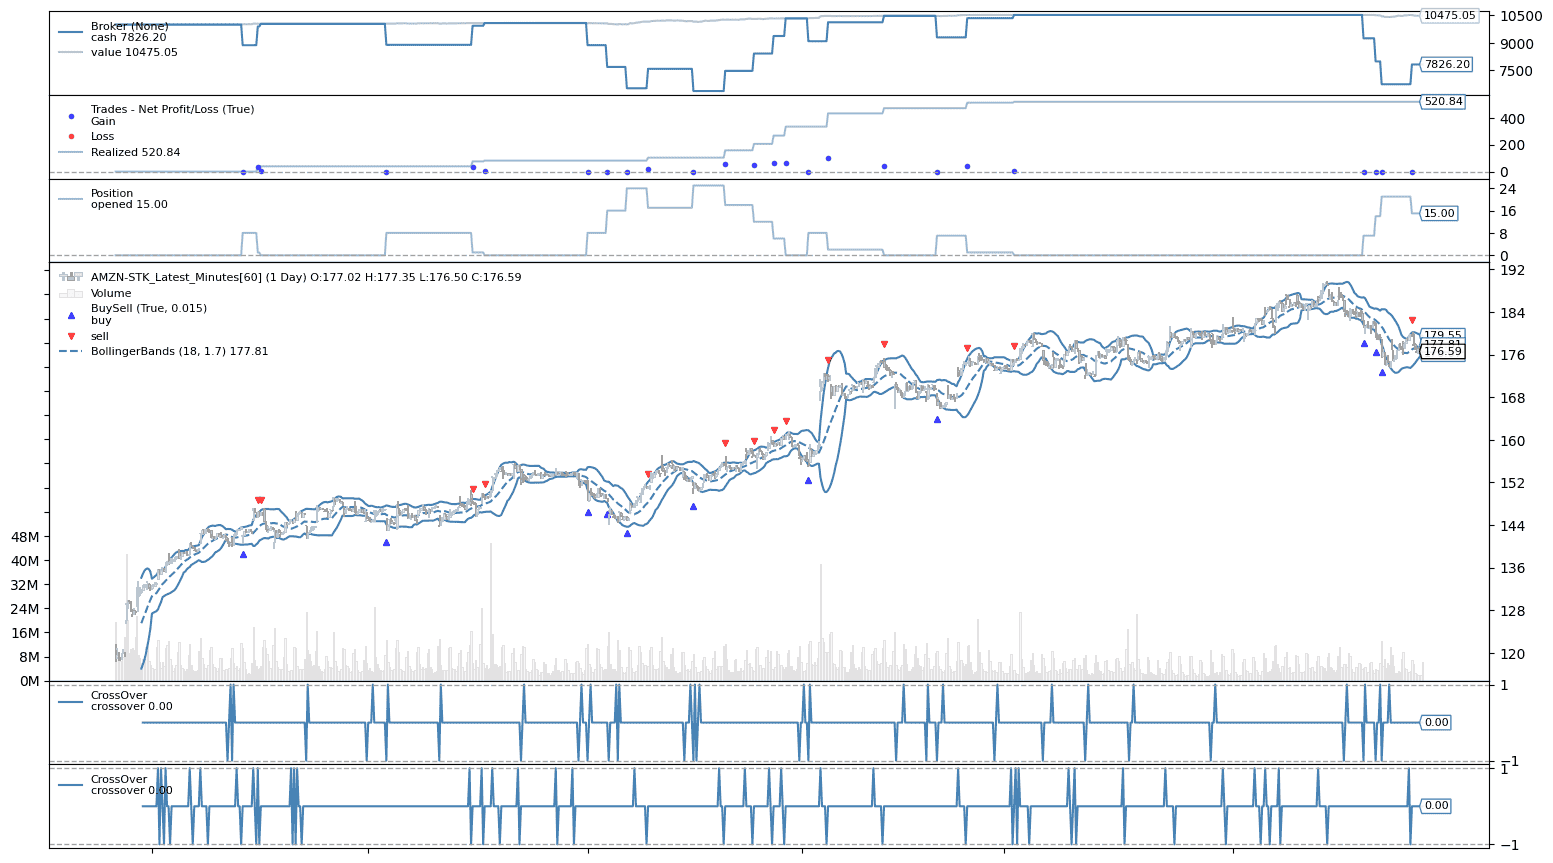 Broker (None)
cash 7826.20
value 10475.05
10500
9000
7500
10475.05
7826.20
Trades - Net Profit/Loss (True)
Gain
Loss
Realized 520.84
520.84
400
200
0
Position
opened 15.00
24
16
8
0
15.00
AMZN-STK_Latest_Minutes[60] (1 Day) O:177.02 H:177.35 L:176.50 C:176.59
Volume
BuySell (True, 0.015)
buy
sell
BollingerBands (18, 1.7) 177.81
192
184
176
168
160
152
144
136
128
120
179.55
177.81
176.59
48M
40M
32M
24M
16M
8M
0M
CrossOver
crossover 0.00
1
0.00
−1
CrossOver
crossover 0.00
1
0.00
−1